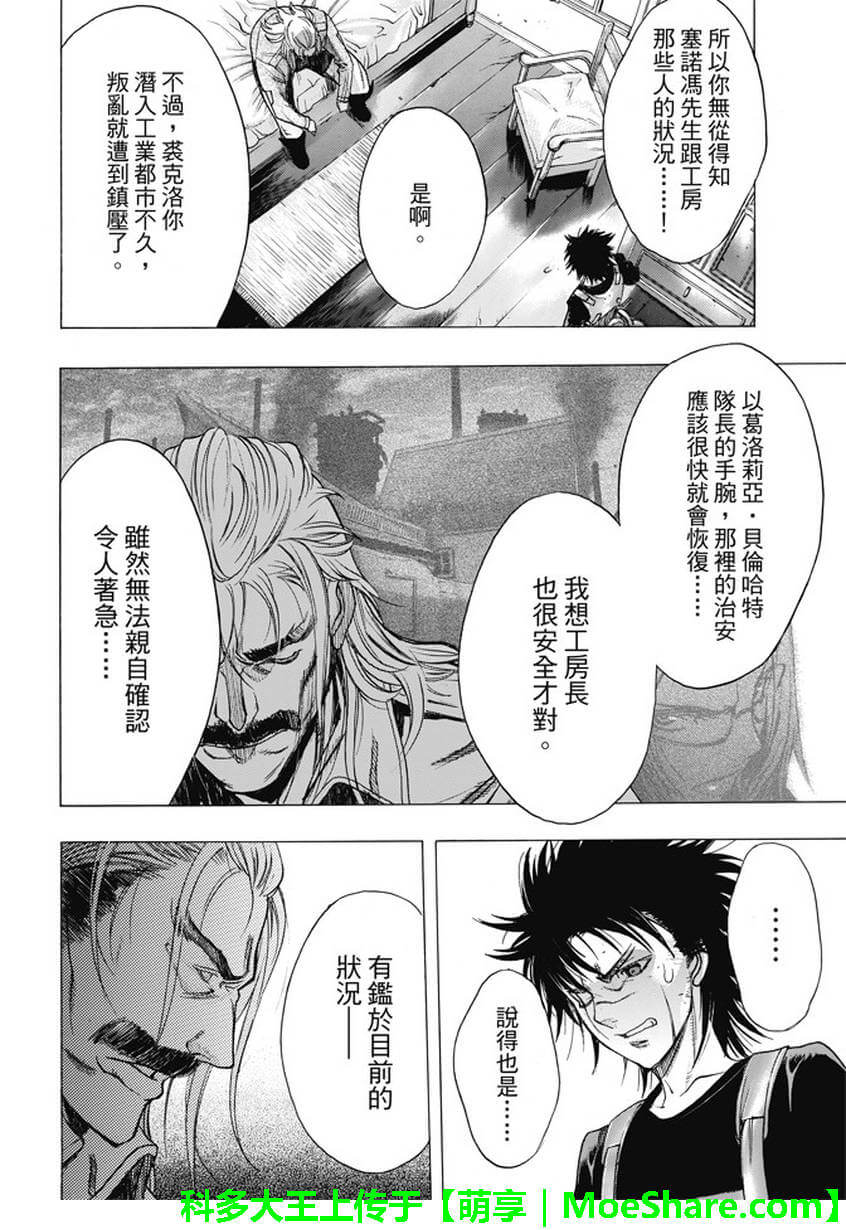 所以你無從得知
塞諾馮先生跟工房
那些人的狀況……！
是啊。
不過，裘克洛你
潛入工業都市不久，
叛亂就遭到鎮壓了。
以葛洛莉亞·貝倫哈特
隊長的手腕，那裡的治安
應該很快就會恢復……
我想工房長
也很安全才對。
雖然無法親自確認
令人著急……
……
說得也是……
有鑑於目前的
狀況——
科多大王上传于【萌享｜MoeShare.com】